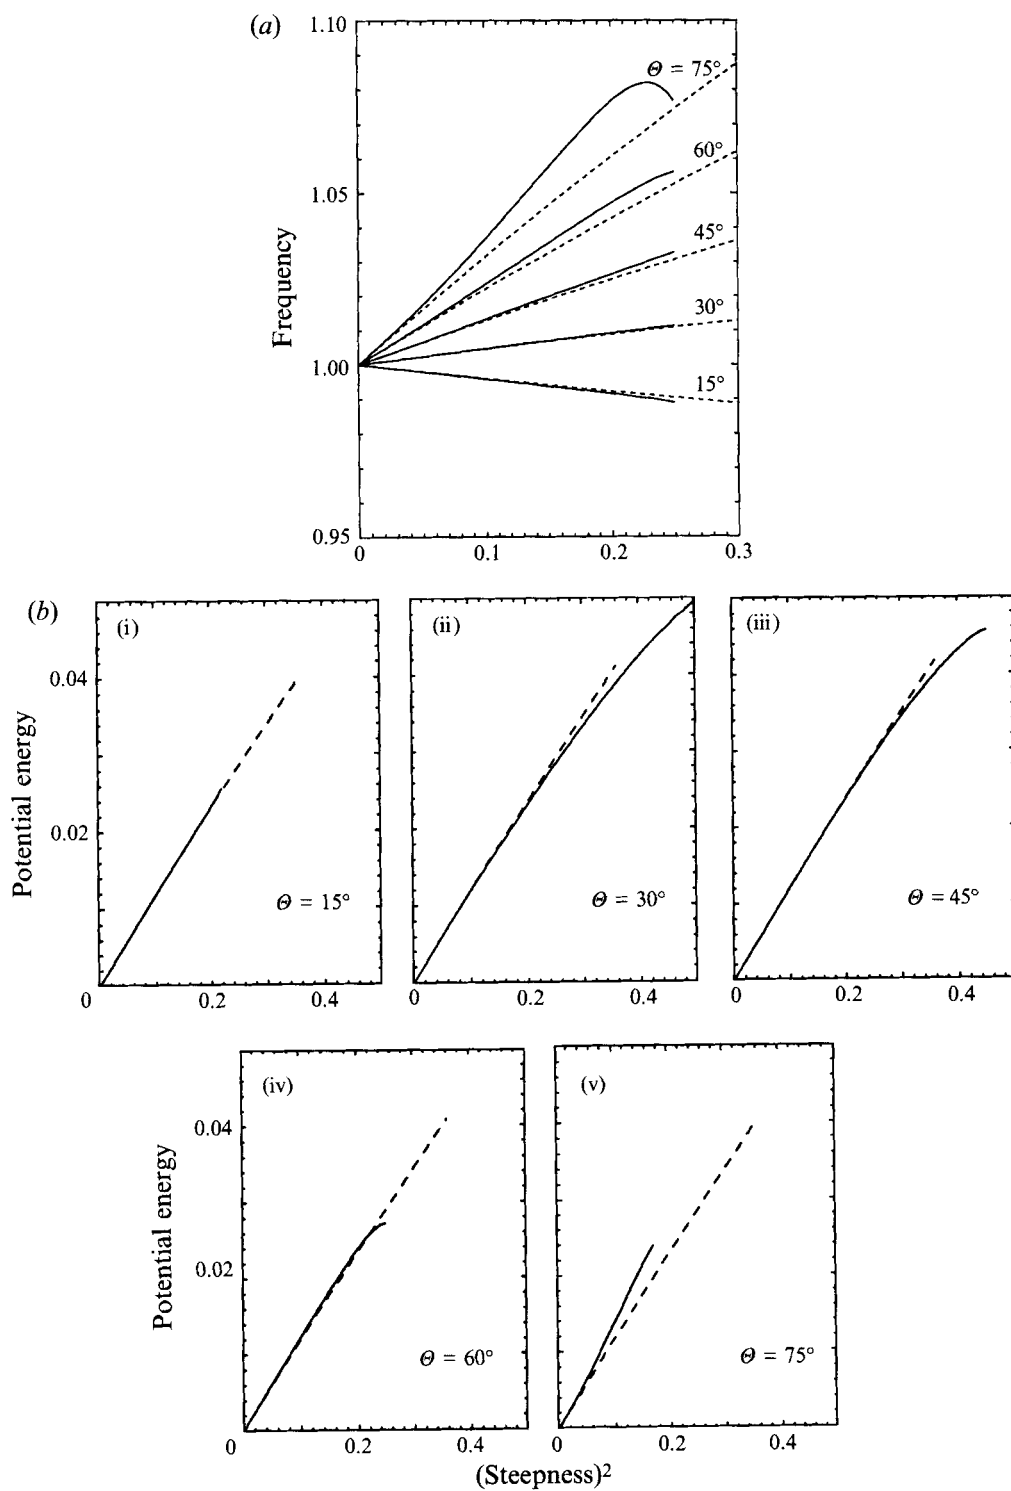 (a)
1.10
1.05
1.00
0.95
Frequency
Θ = 75°
60°
45°
30°
15°
0 0.1 0.2 0.3
(b)
(i) (ii) (iii)
0.04
0.02
Potential energy
Θ = 15° Θ = 30° Θ = 45°
0 0.2 0.4 0 0.2 0.4 0 0.2 0.4
(iv) (v)
0.04
0.02
Potential energy
Θ = 60° Θ = 75°
0 0.2 0.4 0 0.2 0.4
(Steepness)²